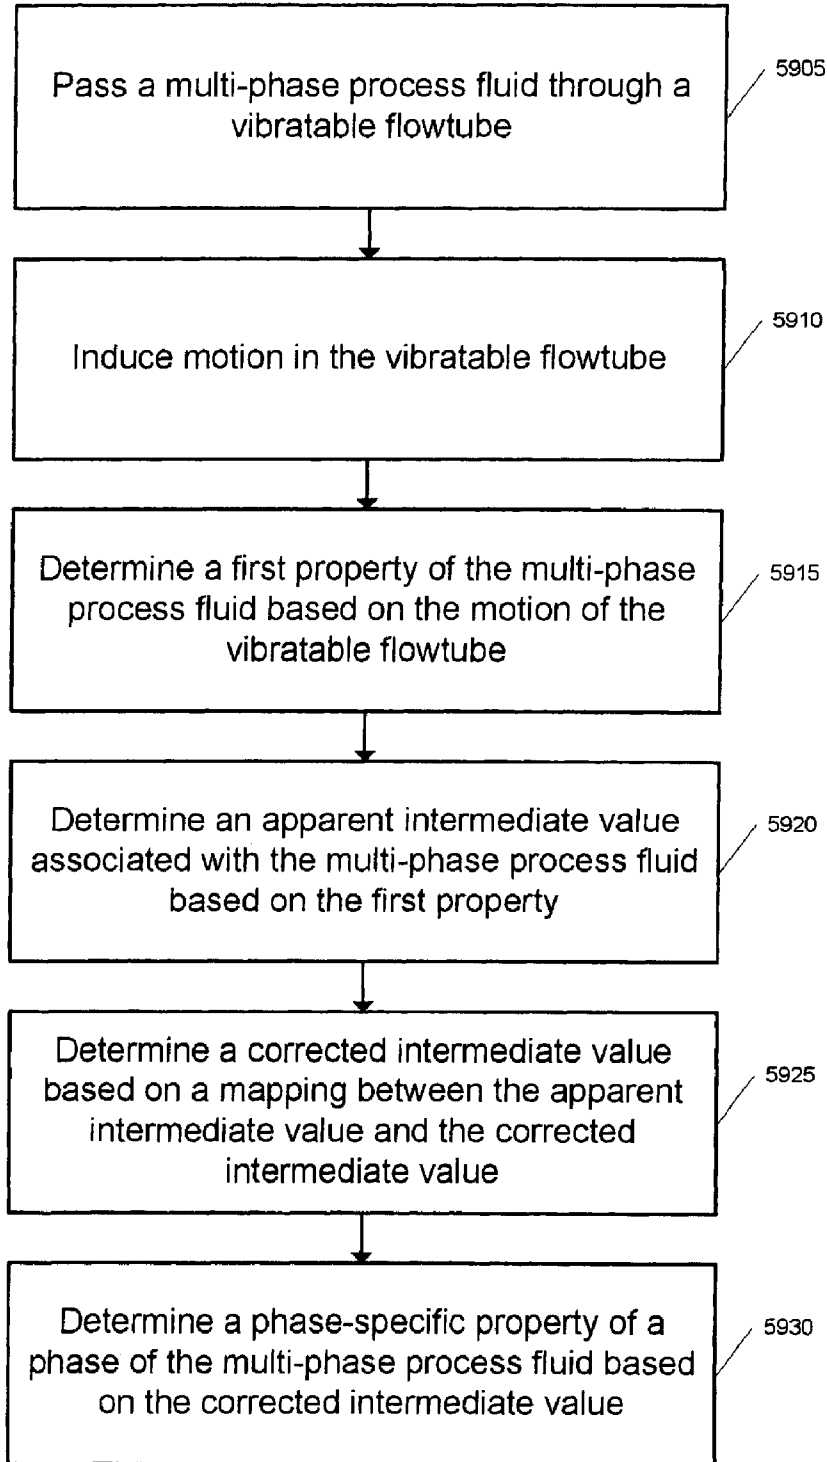 Pass a multi-phase process fluid through a
vibratable flowtube
5905
Induce motion in the vibratable flowtube
5910
Determine a first property of the multi-phase
process fluid based on the motion of the
vibratable flowtube
5915
Determine an apparent intermediate value
associated with the multi-phase process fluid
based on the first property
5920
Determine a corrected intermediate value
based on a mapping between the apparent
intermediate value and the corrected
intermediate value
5925
Determine a phase-specific property of a
phase of the multi-phase process fluid based
on the corrected intermediate value
5930